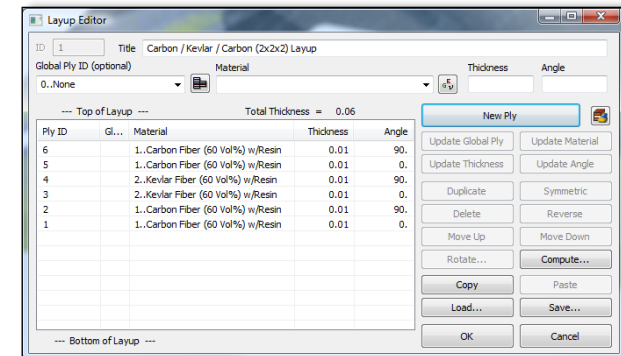 Layup Editor
ID 1 Title Carbon / Kevlar / Carbon (2x2x2) Layup
Global Ply ID (optional) Material Thickness Angle
0..None
--- Top of Layup --- Total Thickness = 0.06
New Ply
Ply ID Gl... Material Thickness Angle
6 1..Carbon Fiber (60 Vol%) w/Resin 0.01 90.
5 1..Carbon Fiber (60 Vol%) w/Resin 0.01 0.
4 2..Kevlar Fiber (60 Vol%) w/Resin 0.01 90.
3 2..Kevlar Fiber (60 Vol%) w/Resin 0.01 0.
2 1..Carbon Fiber (60 Vol%) w/Resin 0.01 90.
1 1..Carbon Fiber (60 Vol%) w/Resin 0.01 0.
--- Bottom of Layup ---
Update Global Ply Update Material
Update Thickness Update Angle
Duplicate Symmetric
Delete Reverse
Move Up Move Down
Rotate... Compute...
Copy Paste
Load... Save...
OK Cancel